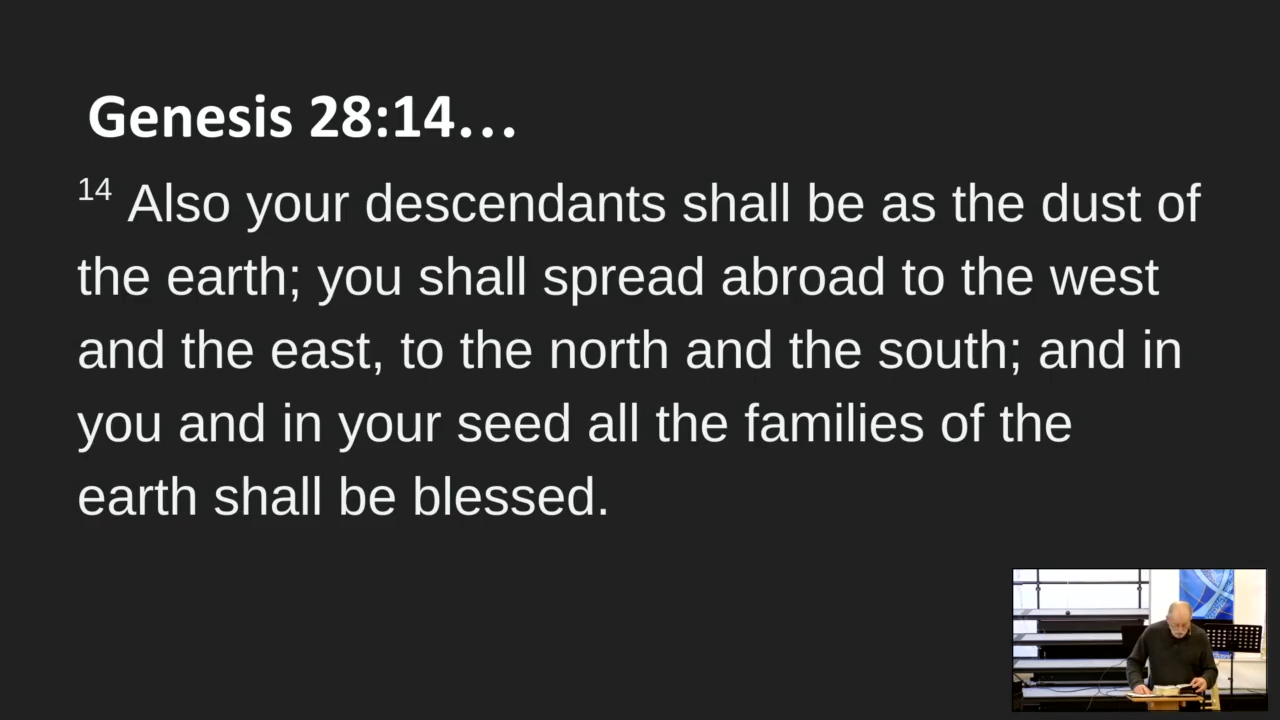 Genesis 28:14…
14 Also your descendants shall be as the dust of
the earth; you shall spread abroad to the west
and the east, to the north and the south; and in
you and in your seed all the families of the
earth shall be blessed.